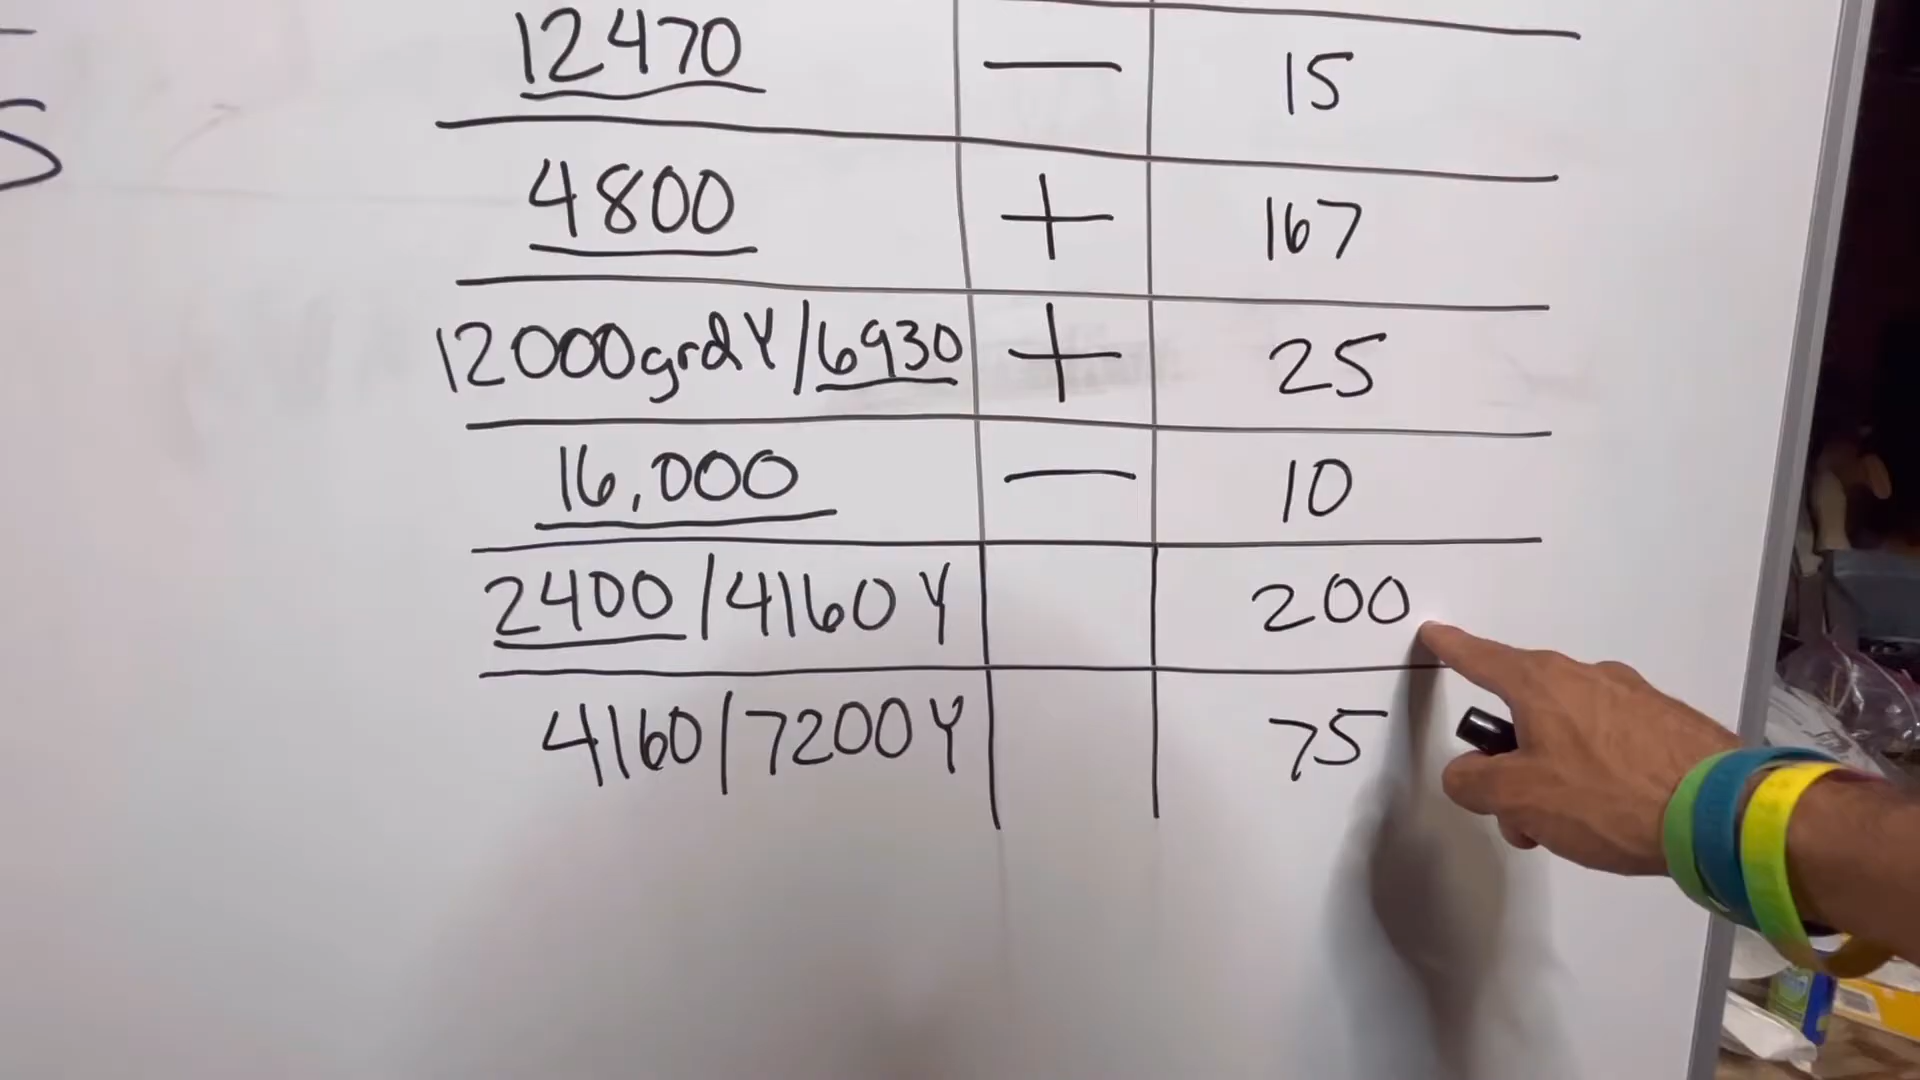 12470 — 15
4800 + 167
12000grdY/6930 + 25
16,000 — 10
2400/4160Y 200
4160/7200Y 75